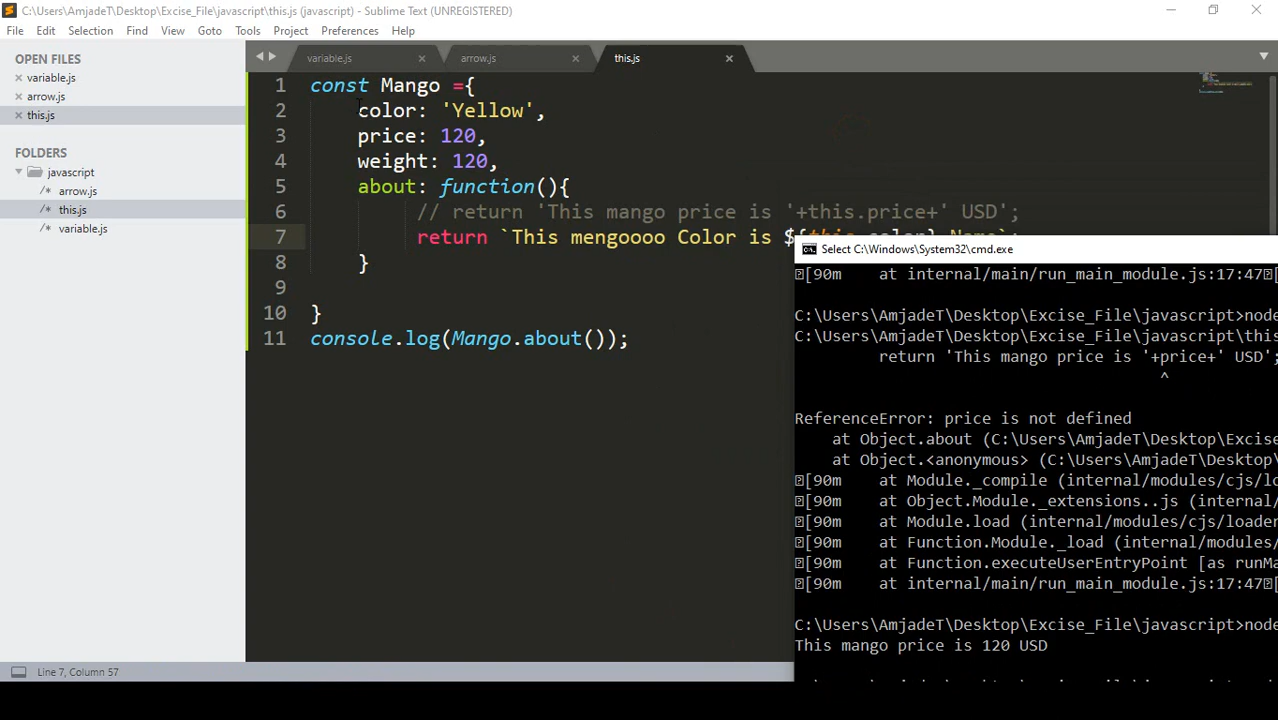 C:\Users\AmjadeT\Desktop\Excise_File\javascript\this.js (javascript) - Sublime Text (UNREGISTERED)
File Edit Selection Find View Goto Tools Project Preferences Help
OPEN FILES
variable.js
arrow.js
this.js
FOLDERS
javascript
/* arrow.js
/* this.js
/* variable.js
variable.js arrow.js this.js
1 const Mango ={
2 color: 'Yellow',
3 price: 120,
4 weight: 120,
5 about: function(){
6 // return 'This mango price is '+this.price+' USD';
7 return `This mengoooo Color is ${this.color} Name`;
8 }
9
10 }
11 console.log(Mango.about());
Select C:\Windows\System32\cmd.exe
[90m at internal/main/run_main_module.js:17:47
C:\Users\AmjadeT\Desktop\Excise_File\javascript>node
C:\Users\AmjadeT\Desktop\Excise_File\javascript\this
return 'This mango price is '+price+' USD';
^
ReferenceError: price is not defined
at Object.about (C:\Users\AmjadeT\Desktop\Excise
at Object.<anonymous> (C:\Users\AmjadeT\Desktop
[90m at Module._compile (internal/modules/cjs/lo
[90m at Object.Module._extensions..js (internal/
[90m at Module.load (internal/modules/cjs/loader
[90m at Function.Module._load (internal/modules/
[90m at Function.executeUserEntryPoint [as runMa
[90m at internal/main/run_main_module.js:17:47
C:\Users\AmjadeT\Desktop\Excise_File\javascript>node
This mango price is 120 USD
Line 7, Column 57